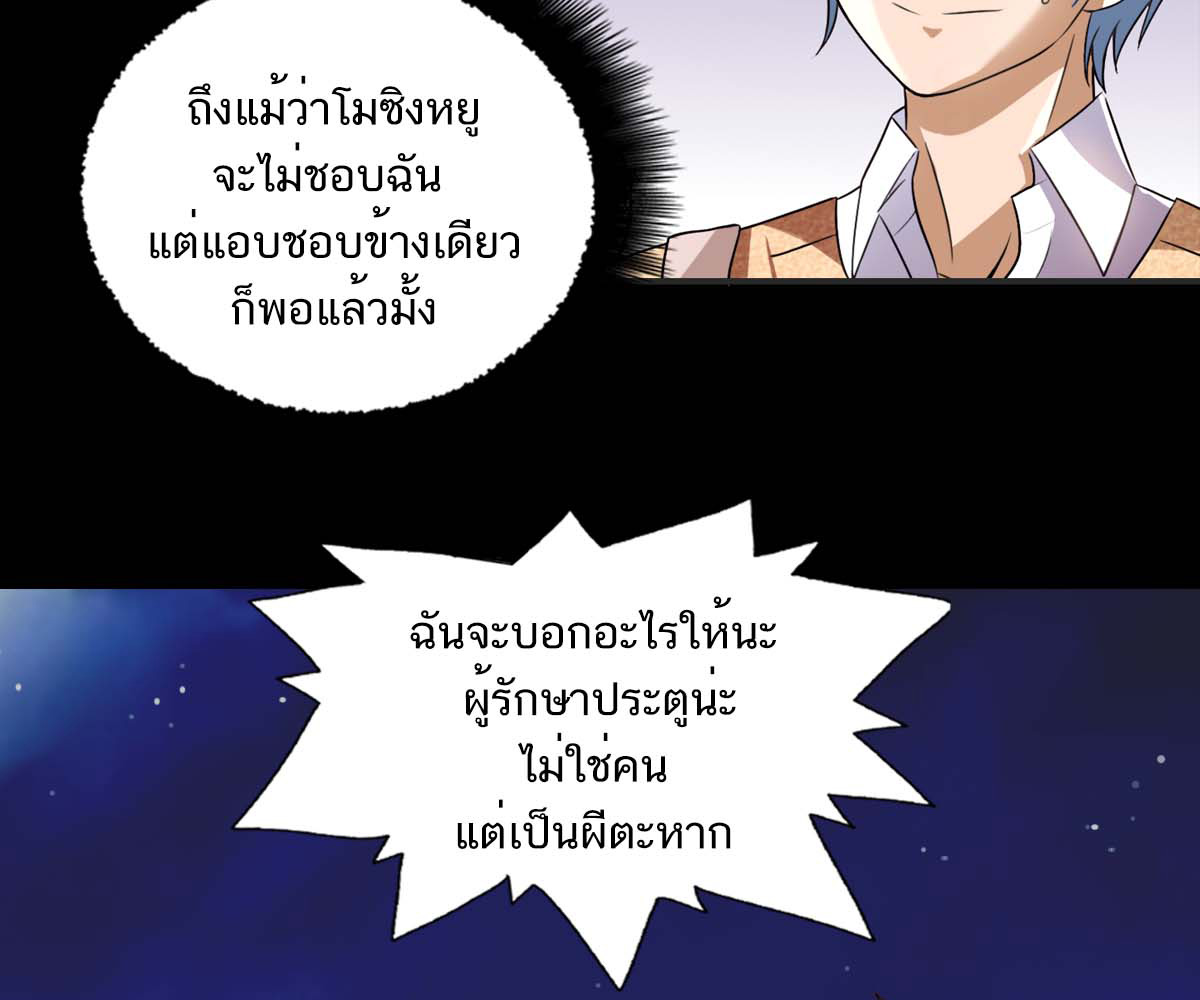 ถึงแม้ว่าโมซิงหยู
จะไม่ชอบฉัน
แต่แอบชอบข้างเดียว
ก็พอแล้วมั้ง
ฉันจะบอกอะไรให้นะ
ผู้รักษาประตูน่ะ
ไม่ใช่คน
แต่เป็นผีตะหาก